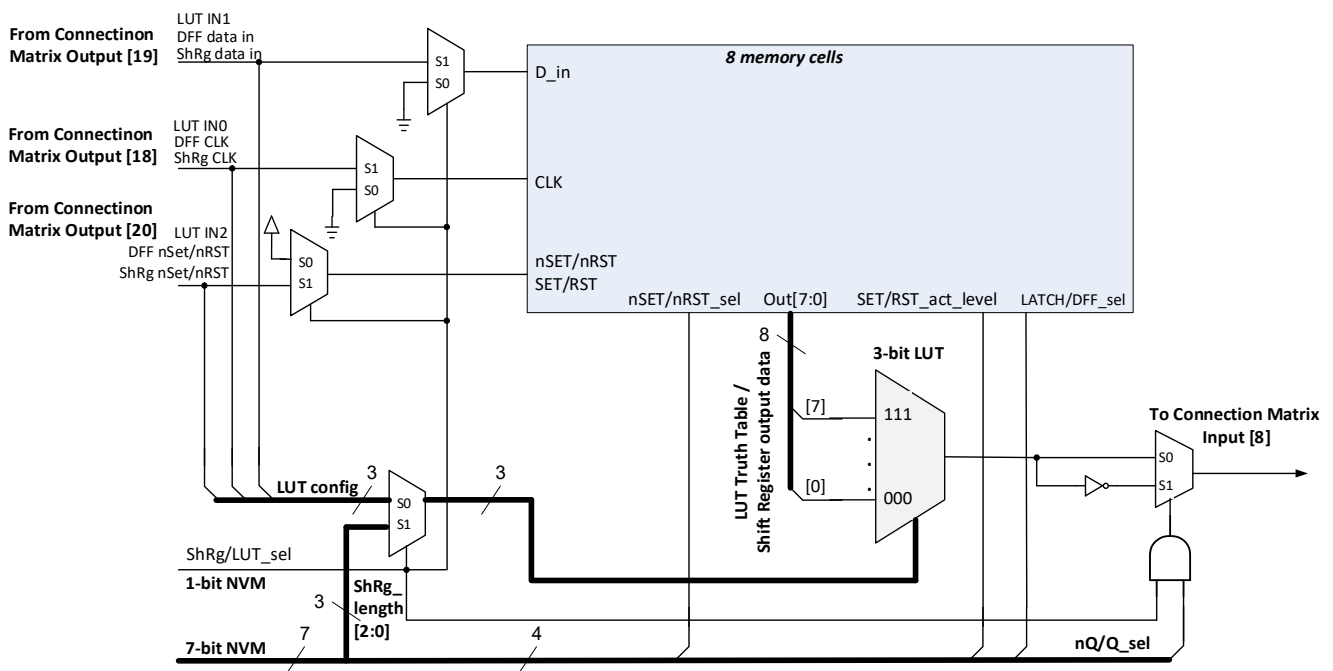 From Connectinon
Matrix Output [19]
LUT IN1
DFF data in
ShRg data in
S1
S0
8 memory cells
D_in
From Connectinon
Matrix Output [18]
LUT IN0
DFF CLK
ShRg CLK
S1
S0
CLK
From Connectinon
Matrix Output [20]
LUT IN2
DFF nSet/nRST
ShRg nSet/nRST
S0
S1
nSET/nRST
SET/RST
nSET/nRST_sel
Out[7:0]
SET/RST_act_level
LATCH/DFF_sel
8
3-bit LUT
LUT Truth Table /
Shift Register output data
[7]
111
[0]
000
To Connection Matrix
Input [8]
S0
S1
LUT config
3
3
S0
S1
ShRg/LUT_sel
1-bit NVM
ShRg_
length
[2:0]
3
7-bit NVM
7
4
nQ/Q_sel